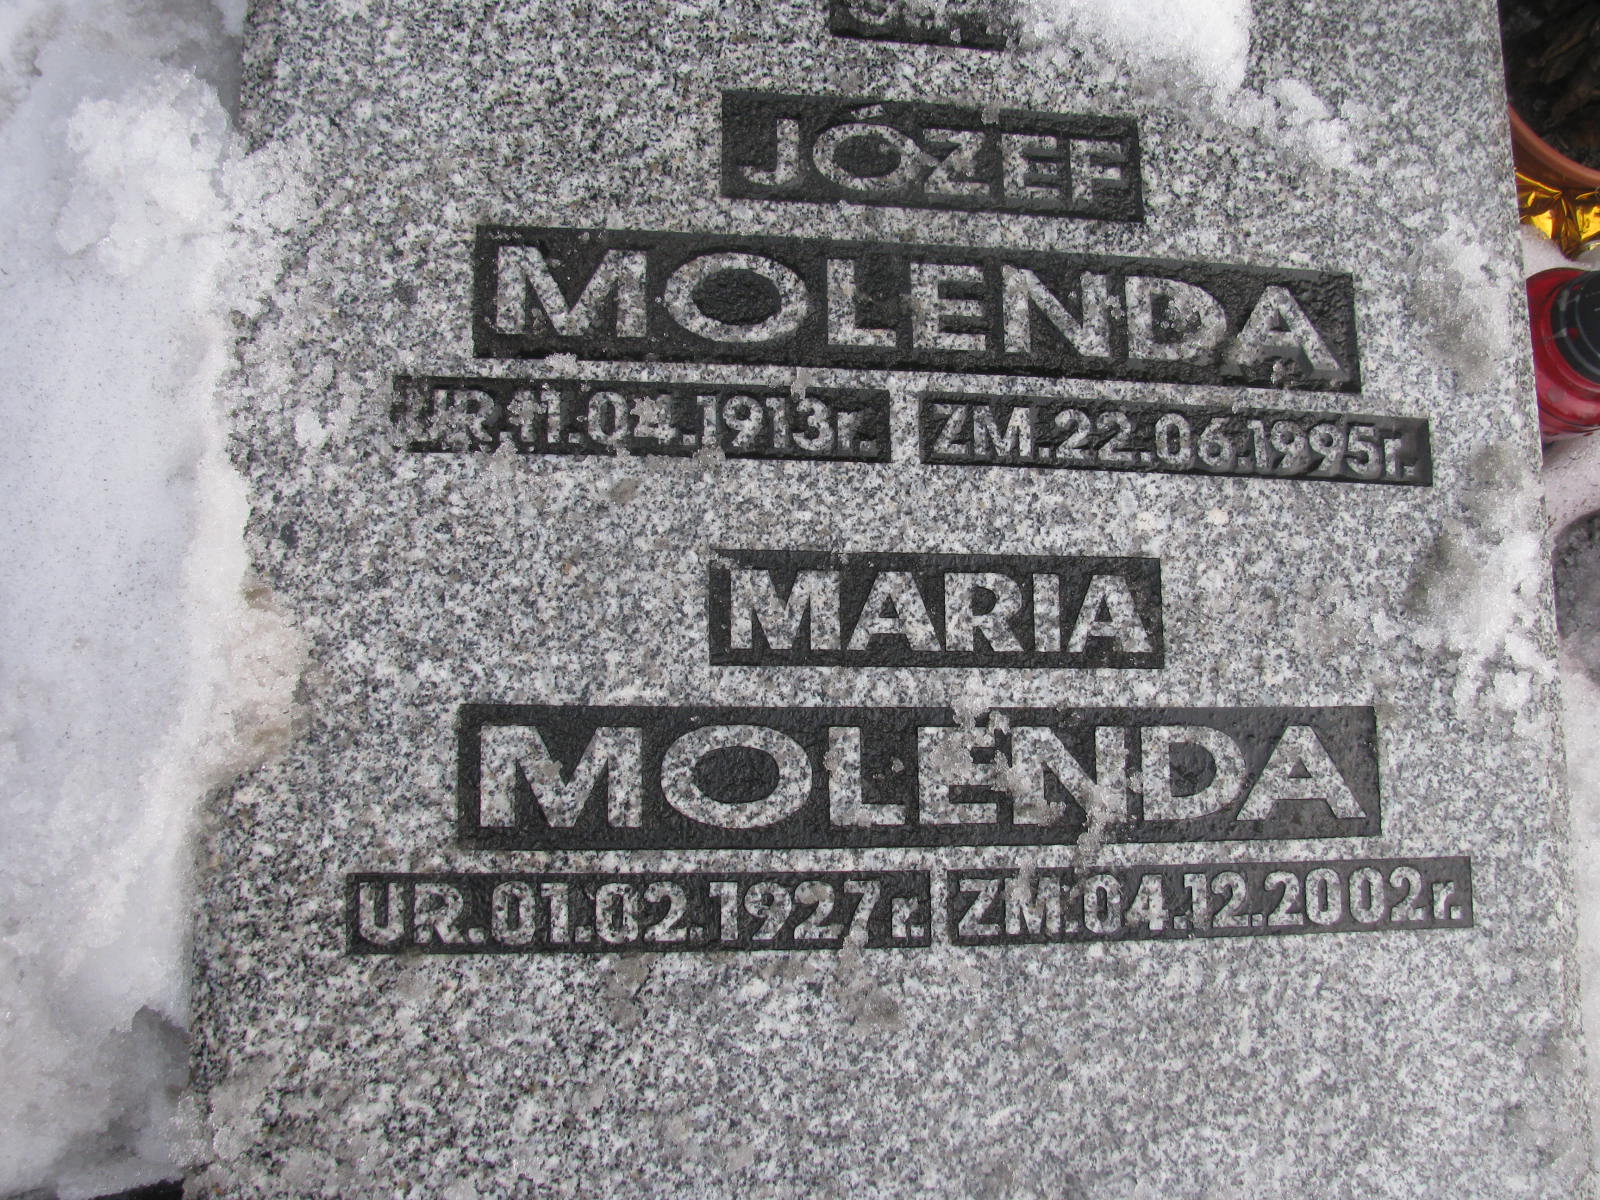 JÓZEF
MOLENDA
UR.11.04.1913r. ZM.22.06.1995r.
MARIA
MOLENDA
UR.01.02.1927r. ZM.04.12.2002r.